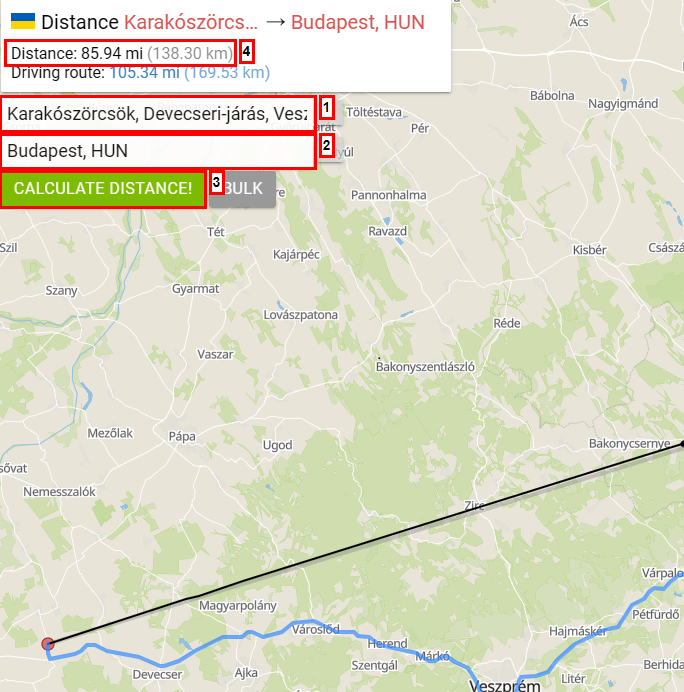 Distance Karakószörcs... → Budapest, HUN
Distance: 85.94 mi (138.30 km)
4
Driving route: 105.34 mi (169.53 km)
Karakószörcsök, Devecseri-járás, Vesz
1
Budapest, HUN
2
CALCULATE DISTANCE!
3
BULK
Ács
Bábolna
Nagyigmánd
Töltéstava
Pér
Pannonhalma
Ravazd
Tét
Szil
Kajárpéc
Kisbér
Császá
Szany
Gyarmat
Lovászpatona
Réde
Vaszar
Bakonyszentlászló
Mezőlak
Pápa
Ugod
Bakonycsernye
Nemesszalók
Zirc
Magyarpolány
Várpalo
Városlőd
Pétfürdő
Hajmáskér
Herend
Márkó
Szentgál
Devecser
Ajka
Berhida
Litér
Veszprém